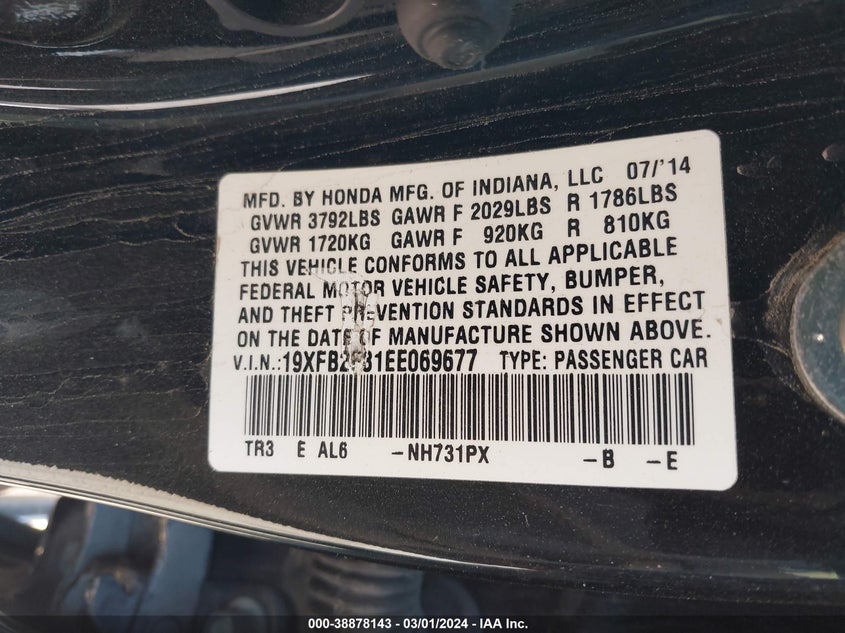 MFD. BY HONDA MFG. OF INDIANA, LLC 07/'14
GVWR 3792LBS GAWR F 2029LBS R 1786LBS
GVWR 1720KG GAWR F 920KG R 810KG
THIS VEHICLE CONFORMS TO ALL APPLICABLE
FEDERAL MOTOR VEHICLE SAFETY, BUMPER,
AND THEFT PREVENTION STANDARDS IN EFFECT
ON THE DATE OF MANUFACTURE SHOWN ABOVE.
V.I.N.: TYPE: PASSENGER CAR
TR3 E AL6 -NH731PX -B -E
000-38878143 / 03/01/2024 - IAA Inc.